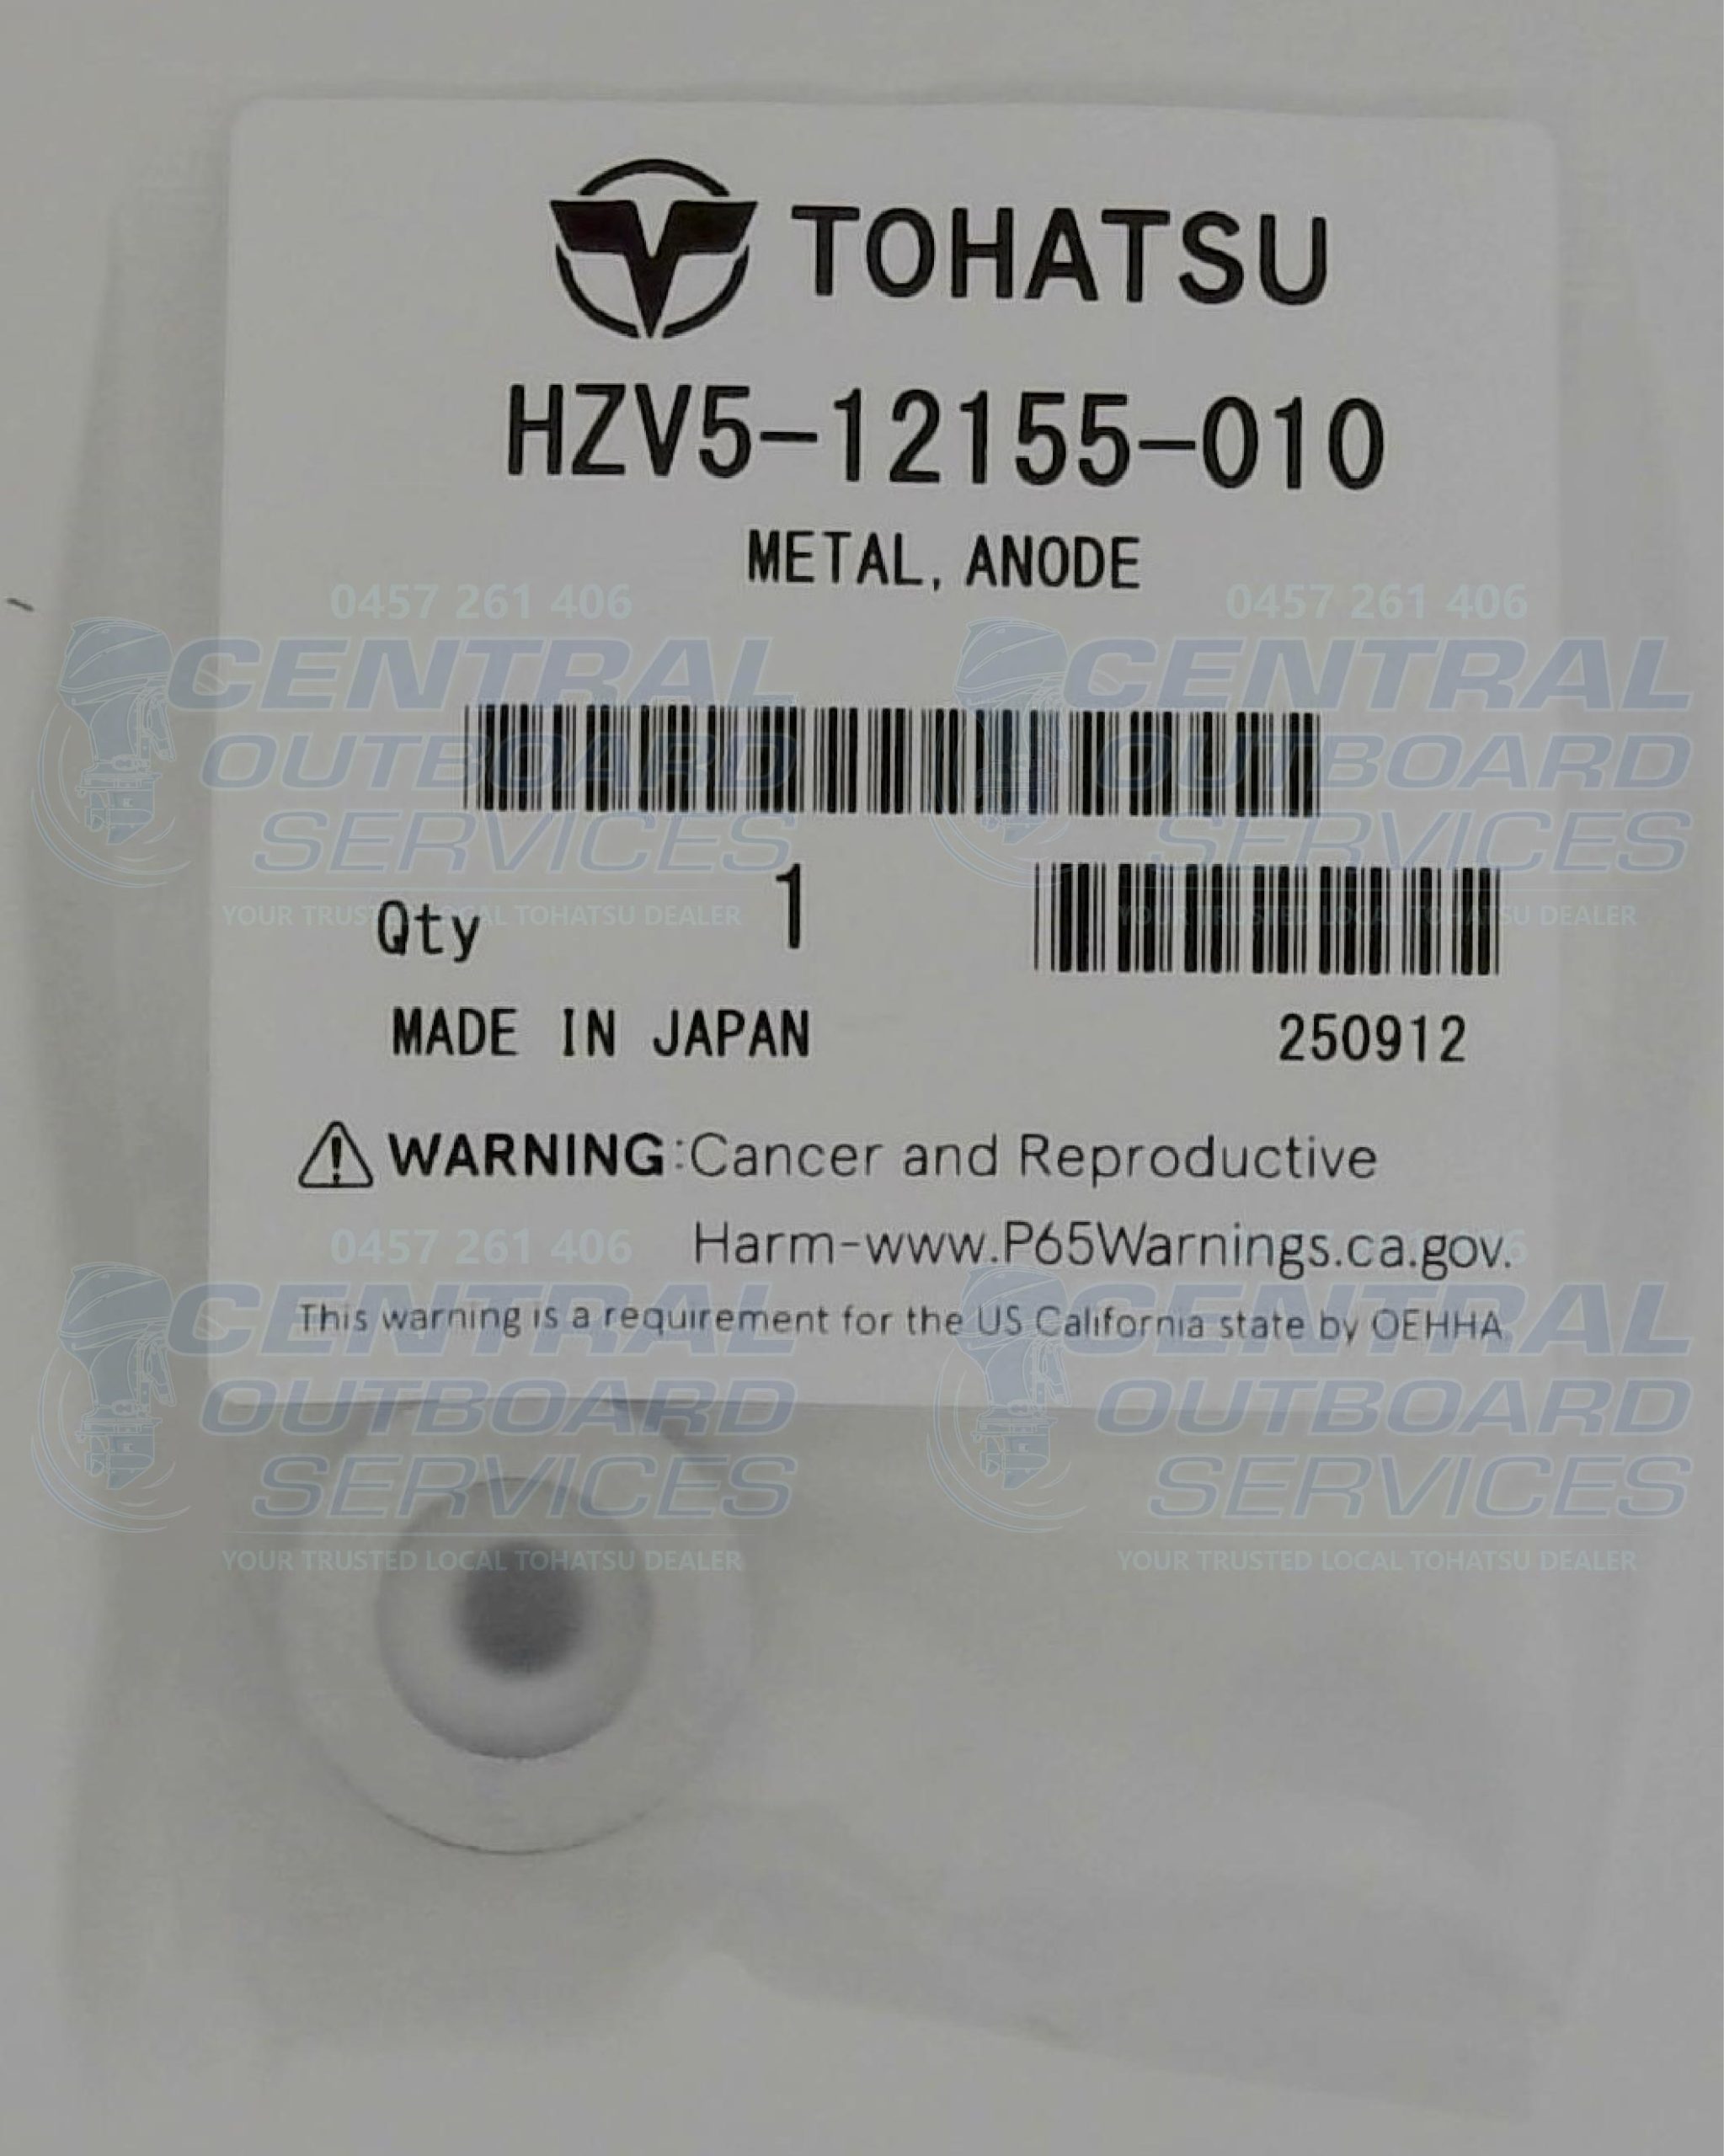 TOHATSU
HZV5-12155-010
METAL, ANODE
0457 261 406 0457 261 406
CENTRAL CENTRAL
OUTBOARD OUTBOARD
SERVICES SERVICES
YOUR TRUSTED LOCAL TOHATSU DEALER YOUR TRUSTED LOCAL TOHATSU DEALER
Qty 1
MADE IN JAPAN 250912
WARNING:Cancer and Reproductive
Harm-www.P65Warnings.ca.gov.
This warning is a requirement for the US California state by OEHHA
0457 261 406
CENTRAL CENTRAL
OUTBOARD OUTBOARD
SERVICES SERVICES
YOUR TRUSTED LOCAL TOHATSU DEALER YOUR TRUSTED LOCAL TOHATSU DEALER